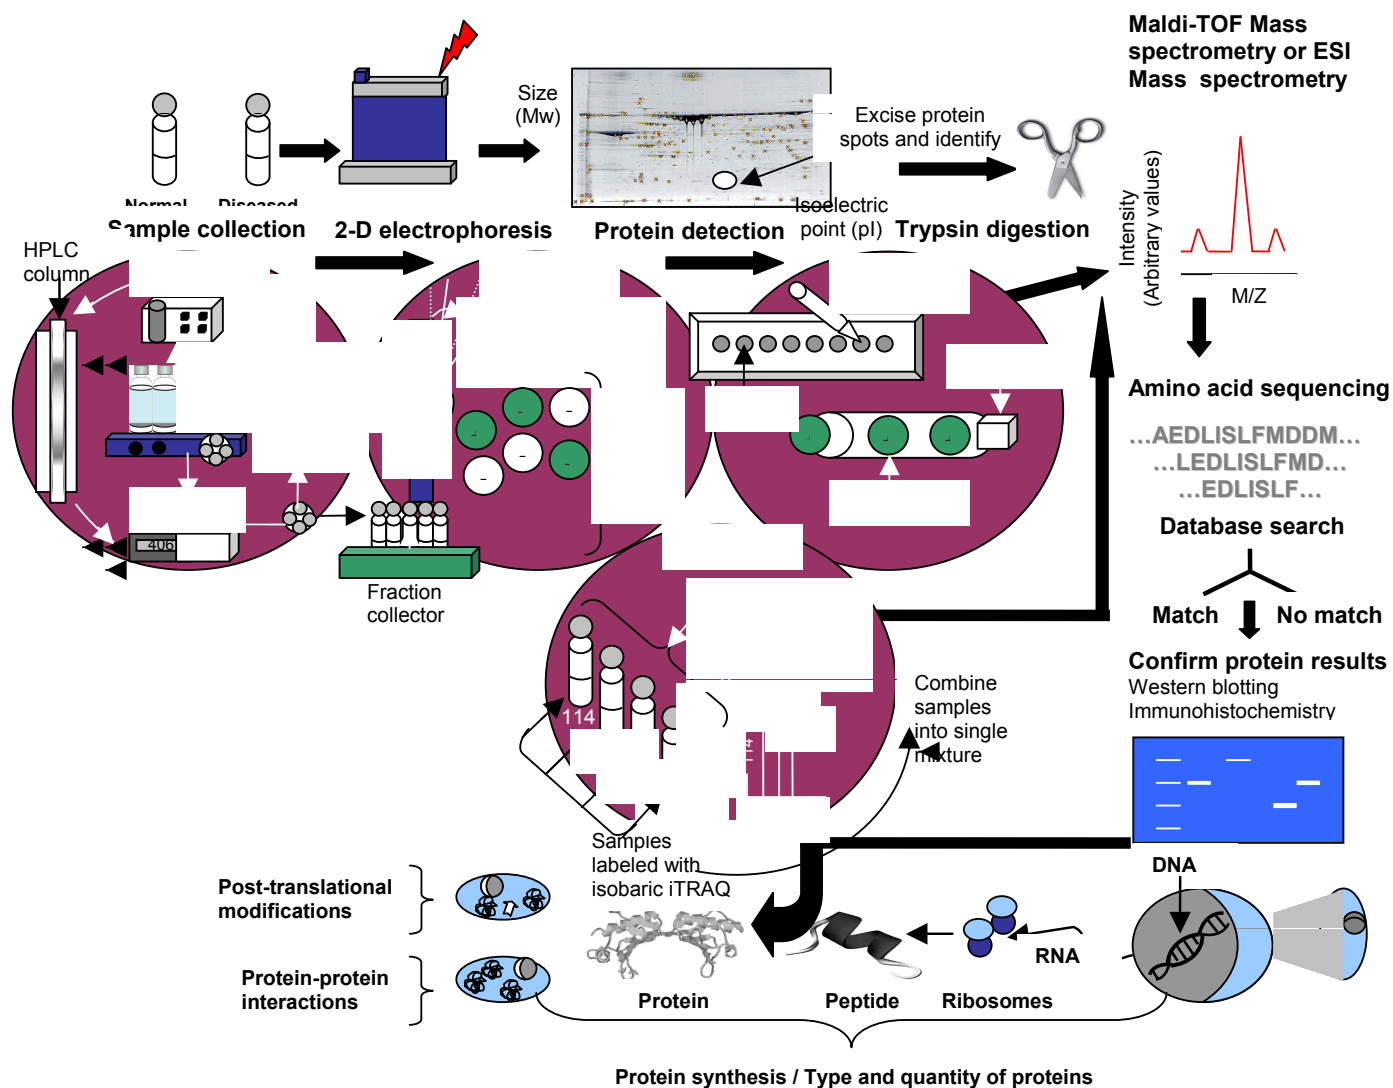 Maldi-TOF Mass
spectrometry or ESI
Mass spectrometry
Size
(Mw)
Excise protein
spots and identify
Normal
Diseased
Isoelectric
point (pI)
Sample collection
2-D electrophoresis
Protein detection
Trypsin digestion
Intensity
(Arbitrary values)
M/Z
HPLC
column
Amino acid sequencing
...AEDLISLFMDDM...
...LEDLISLFMD...
...EDLISLF...
Database search
Match
No match
406
Fraction
collector
Confirm protein results
Western blotting
Immunohistochemistry
114
Combine
samples
into single
mixture
Samples
labeled with
isobaric iTRAQ
DNA
Post-translational
modifications
RNA
Protein-protein
interactions
Protein
Peptide
Ribosomes
Protein synthesis / Type and quantity of proteins